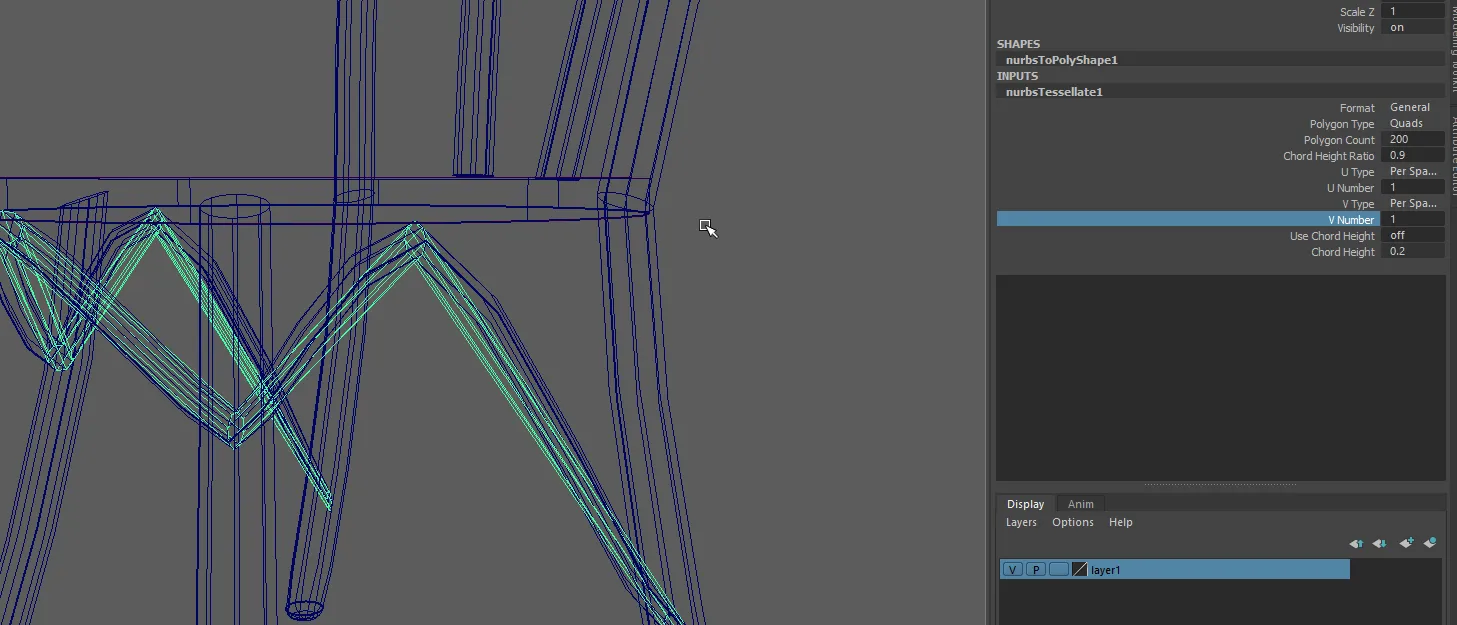 Scale Z 1
Visibility on
SHAPES
nurbsToPolyShape1
INPUTS
nurbsTessellate1
Format General
Polygon Type Quads
Polygon Count 200
Chord Height Ratio 0.9
U Type Per Spa...
U Number 1
V Type Per Spa...
V Number 1
Use Chord Height off
Chord Height 0.2
Display Anim
Layers Options Help
V P layer1
Attribute Editor